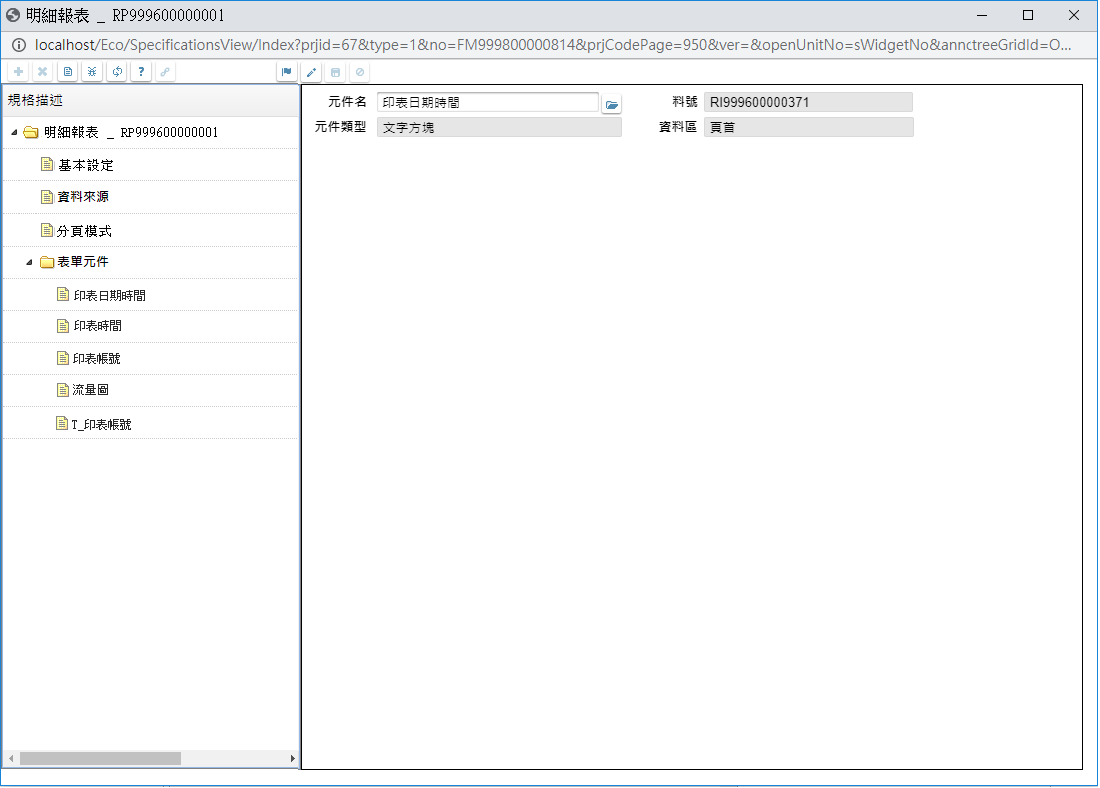 明細報表 _ RP999600000001
localhost/Eco/SpecificationsView/Index?prjid=67&type=1&no=FM999800000814&prjCodePage=950&ver=&openUnitNo=sWidgetNo&annctreeGridId=O...
規格描述
明細報表 _ RP999600000001
基本設定
資料來源
分頁模式
表單元件
印表日期時間
印表時間
印表帳號
流量圖
T_印表帳號
元件名 印表日期時間 料號 RI999600000371
元件類型 文字方塊 資料區 頁首